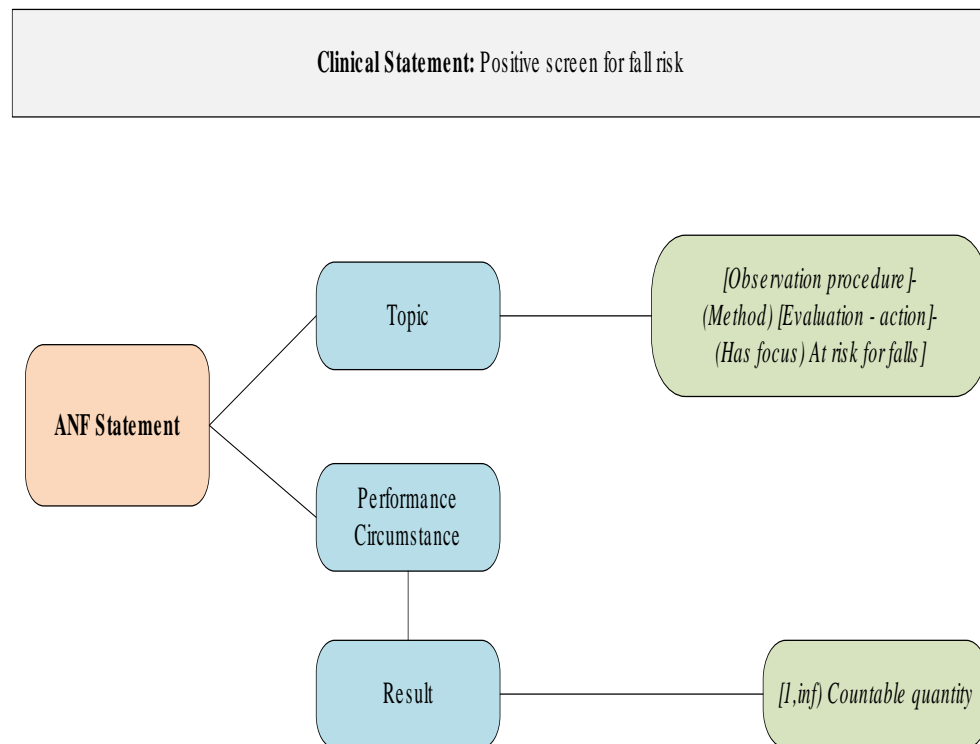 Clinical Statement: Positive screen for fall risk
Topic
[Observation procedure]-
(Method) [Evaluation - action]-
(Has focus) At risk for falls]
ANF Statement
Performance
Circumstance
Result
[1,inf) Countable quantity